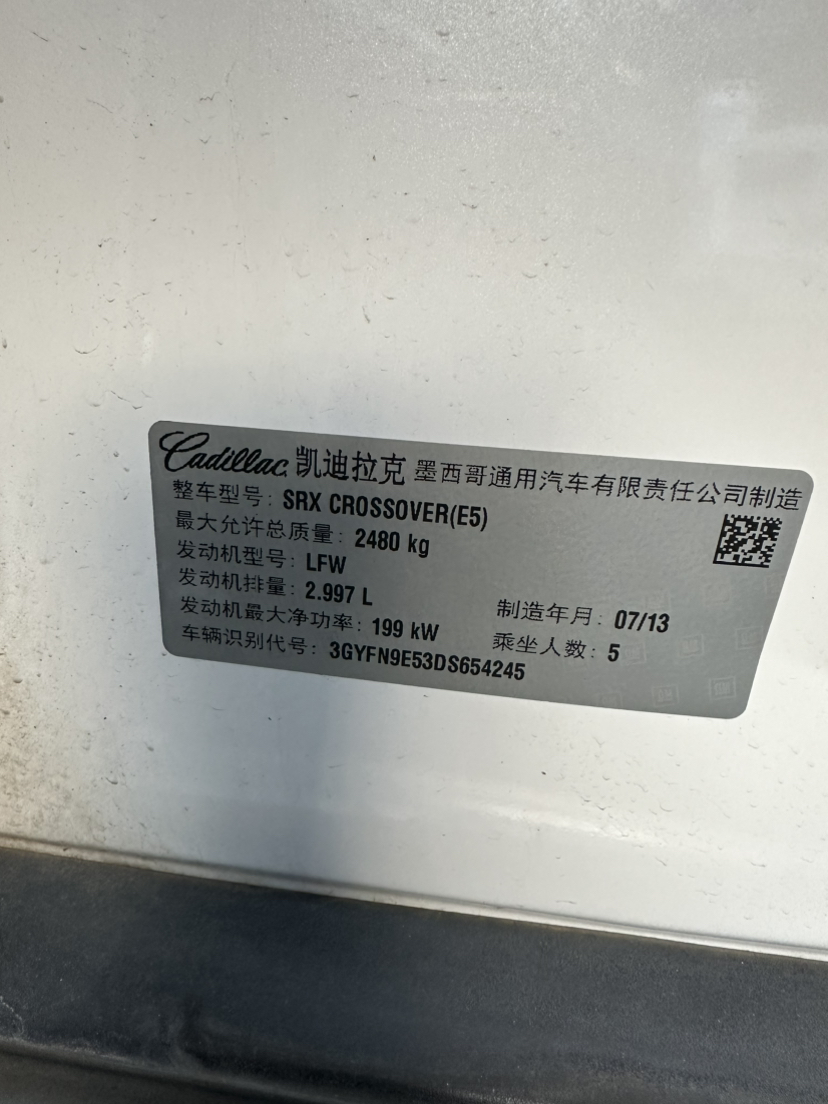 Cadillac 凯迪拉克 墨西哥通用汽车有限责任公司制造
整车型号: SRX CROSSOVER(E5)
最大允许总质量: 2480 kg
发动机型号: LFW
发动机排量: 2.997 L 制造年月: 07/13
发动机最大净功率: 199 kW 乘坐人数: 5
车辆识别代号: 3GYFN9E53DS654245